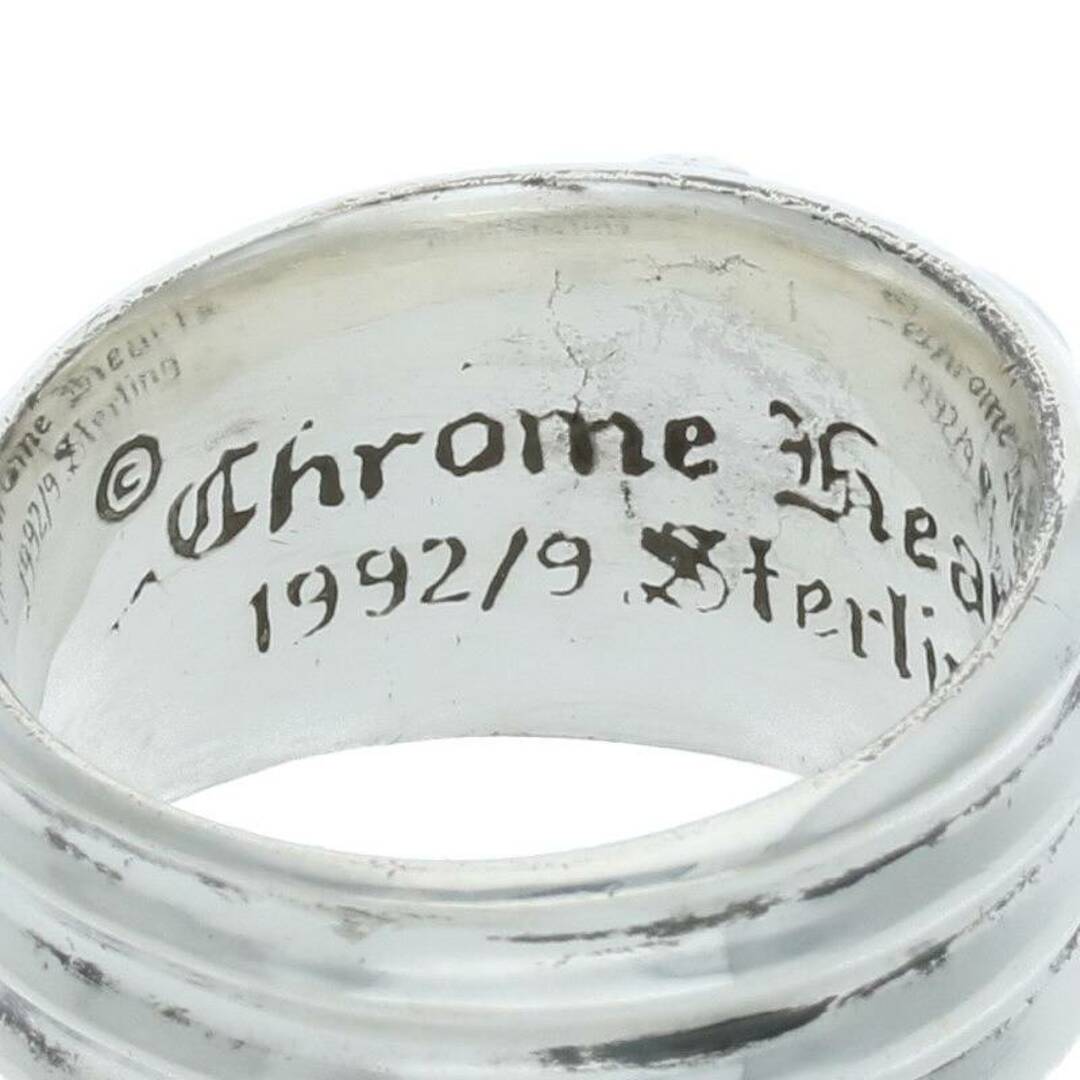 © Chrome Hear
1992/9 Sterlin